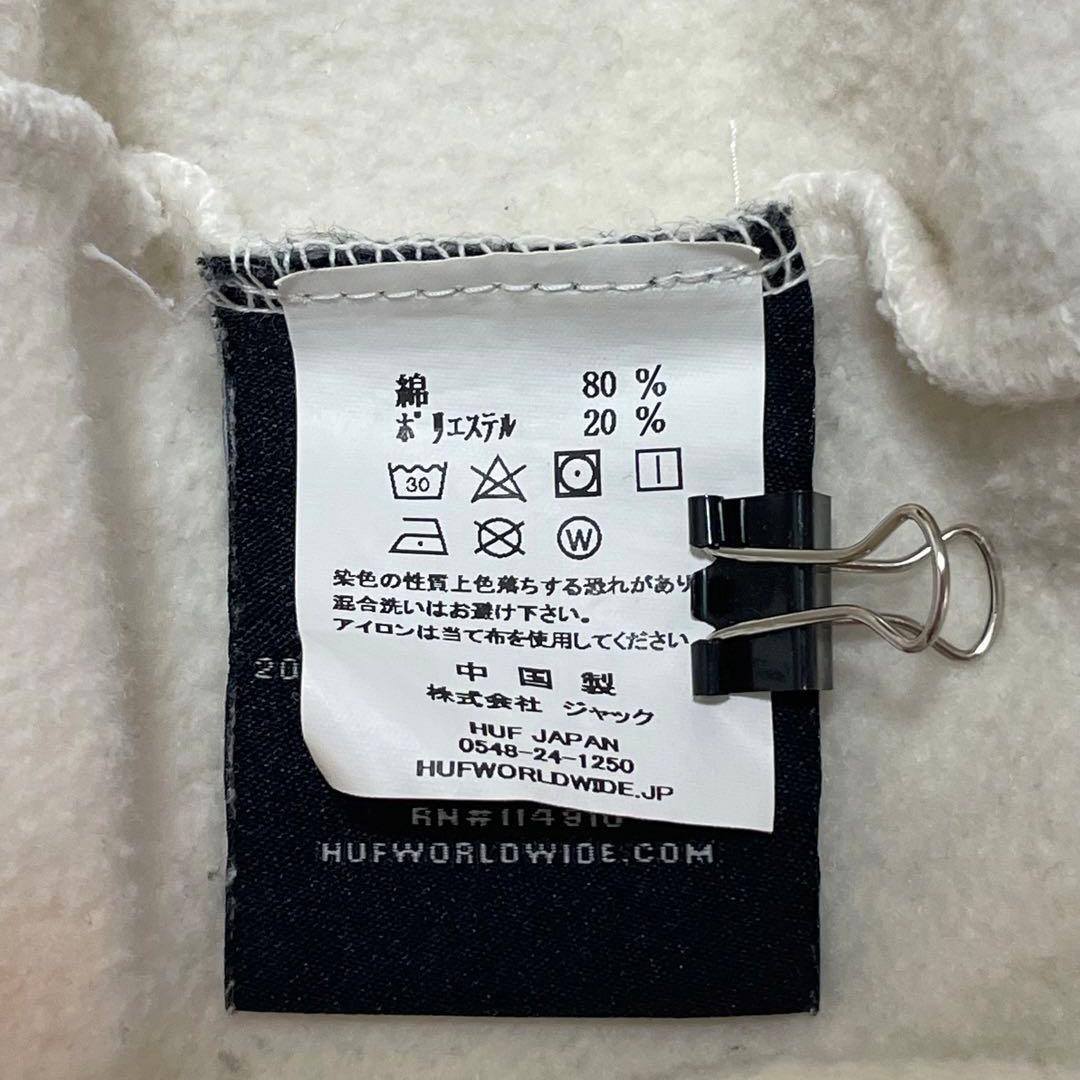 綿 80 %
ポリエステル 20 %
30
W
染色の性質上色落ちする恐れがあり
混合洗いはお避け下さい。
アイロンは当て布を使用してください
20
中国製
株式会社 ジャック
HUF JAPAN
0548-24-1250
HUFWORLDWIDE.JP
HUFWORLDWIDE.COM